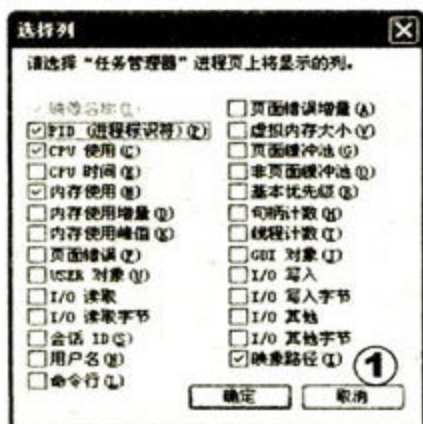 选择列
请选择“任务管理器”进程页上将显示的列。
映像名称(I)
PID (进程标识符)(P)
CPU 使用(C)
CPU 时间(E)
内存使用(M)
内存使用增量(D)
内存使用峰值(K)
页面错误(F)
USER 对象(U)
I/O 读取
I/O 读取字节
会话 ID(S)
用户名(N)
命令行(L)
页面错误增量(A)
虚拟内存大小(V)
页面缓冲池(G)
非页面缓冲池(O)
基本优先级(R)
句柄计数(H)
线程计数(T)
GDI 对象(J)
I/O 写入
I/O 写入字节
I/O 其他
I/O 其他字节
映象路径(I)
①
确定
取消